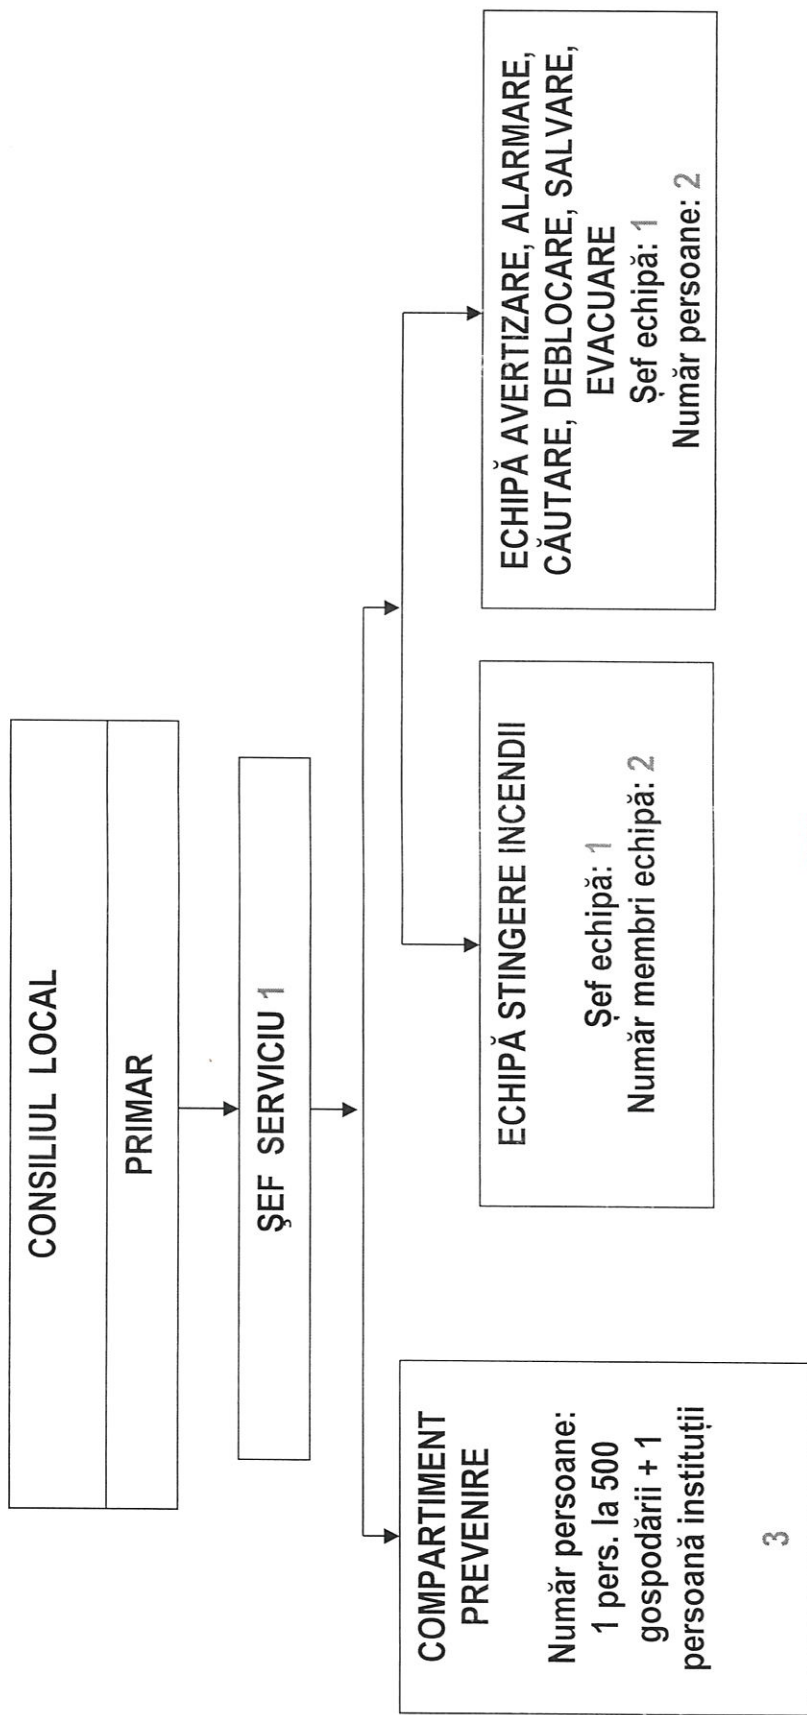 CONSILIUL LOCAL
PRIMAR
ŞEF SERVICIU 1
COMPARTIMENT
PREVENIRE
Număr persoane:
1 pers. la 500
gospodării + 1
persoană instituții
3
ECHIPĂ STINGERE INCENDII
Şef echipă: 1
Număr membri echipă: 2
ECHIPĂ AVERTIZARE, ALARMARE,
CĂUTARE, DEBLOCARE, SALVARE,
EVACUARE
Şef echipă: 1
Număr persoane: 2